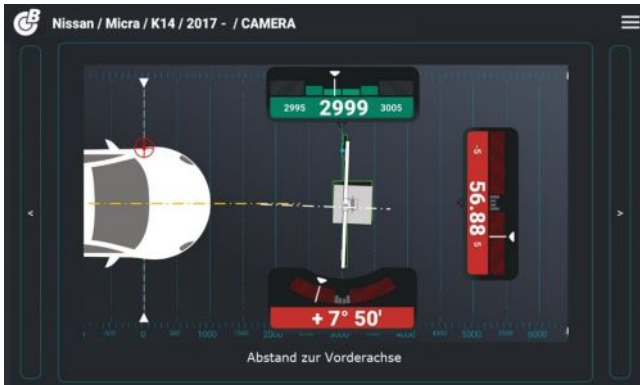 B
Nissan / Micra / K14 / 2017 - / CAMERA
2995 2999 3005
-5 56.88 5
<
>
+ 7° 50'
0 1000 2000 3000 4000 5000 6000
Abstand zur Vorderachse